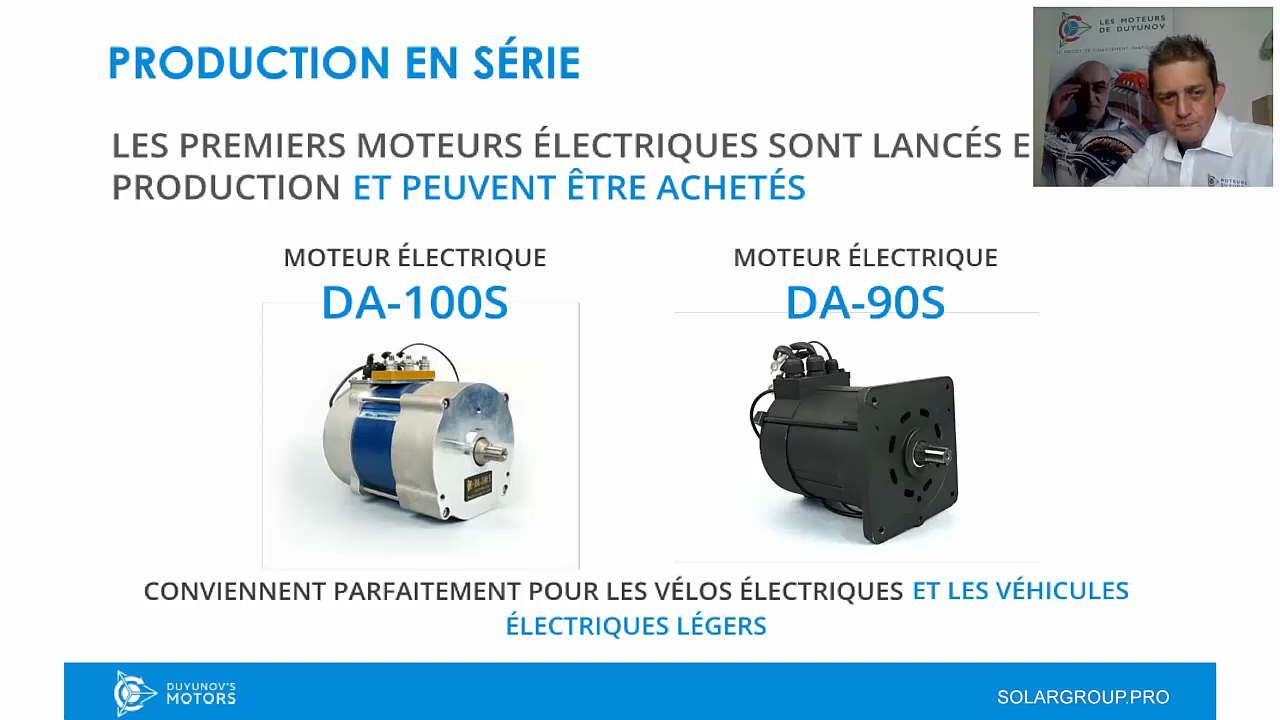 PRODUCTION EN SÉRIE
LES MOTEURS
DE DUYUNOV
LES PREMIERS MOTEURS ÉLECTRIQUES SONT LANCÉS E
PRODUCTION ET PEUVENT ÊTRE ACHETÉS
MOTEUR ÉLECTRIQUE
DA-100S
MOTEUR ÉLECTRIQUE
DA-90S
CONVIENNENT PARFAITEMENT POUR LES VÉLOS ÉLECTRIQUES ET LES VÉHICULES
ÉLECTRIQUES LÉGERS
DUYUNOV'S
MOTORS
SOLARGROUP.PRO